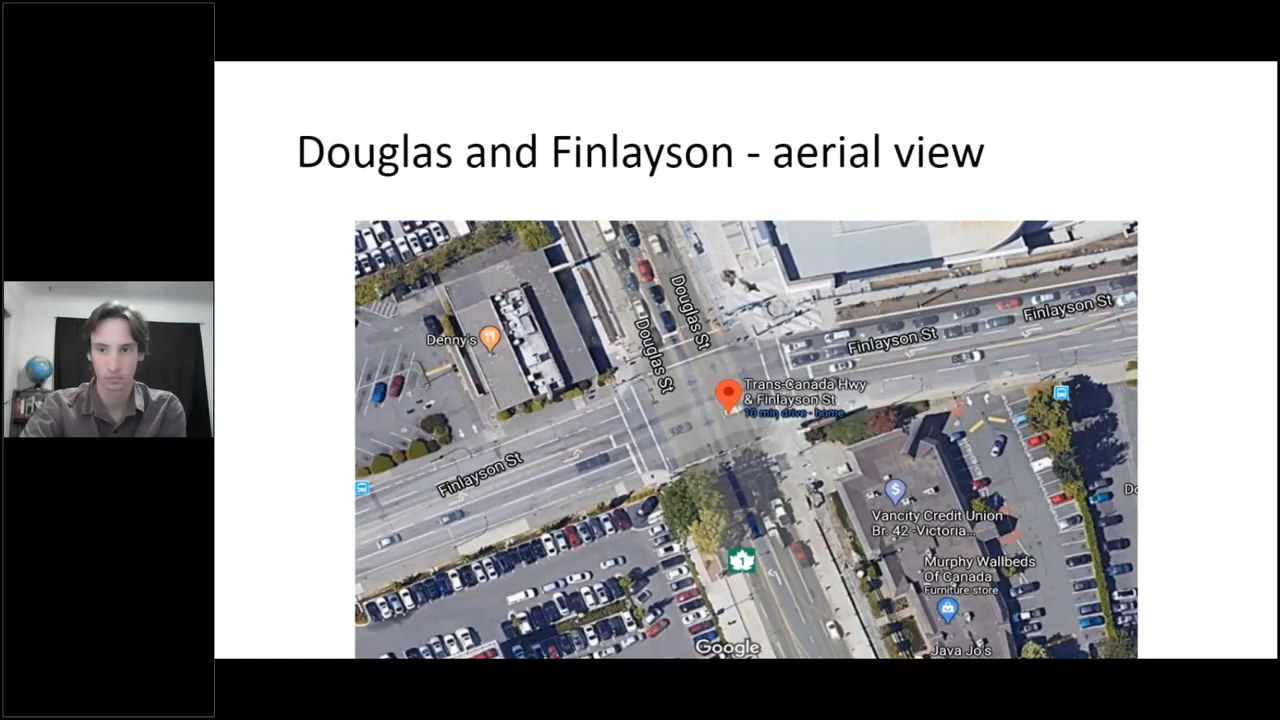 Douglas and Finlayson - aerial view
Douglas St
Douglas St
Finlayson St
Finlayson St
Denny's
Trans-Canada Hwy
& Finlayson St
10 min drive - home
Finlayson St
Vancity Credit Union
Br. 42 -Victoria...
Do
Murphy Wallbeds
Of Canada
Furniture store
1
Google
Java Jo's